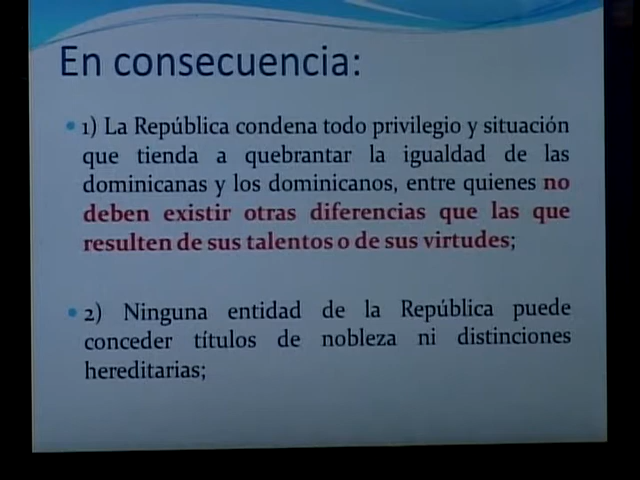 En consecuencia:
1) La República condena todo privilegio y situación
que tienda a quebrantar la igualdad de las
dominicanas y los dominicanos, entre quienes no
deben existir otras diferencias que las que
resulten de sus talentos o de sus virtudes;
2) Ninguna entidad de la República puede
conceder títulos de nobleza ni distinciones
hereditarias;